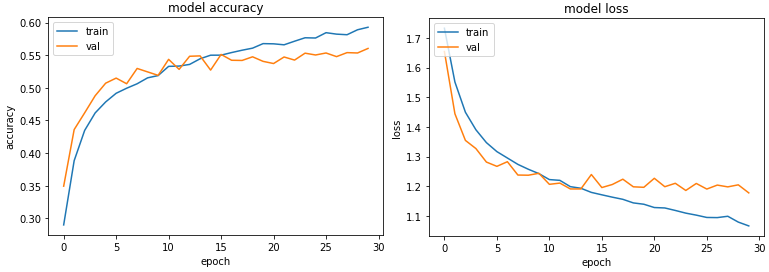 model accuracy
train
val
0.60
0.55
0.50
0.45
0.40
0.35
0.30
accuracy
0
5
10
15
20
25
30
epoch
model loss
train
val
1.7
1.6
1.5
1.4
1.3
1.2
1.1
loss
0
5
10
15
20
25
30
epoch